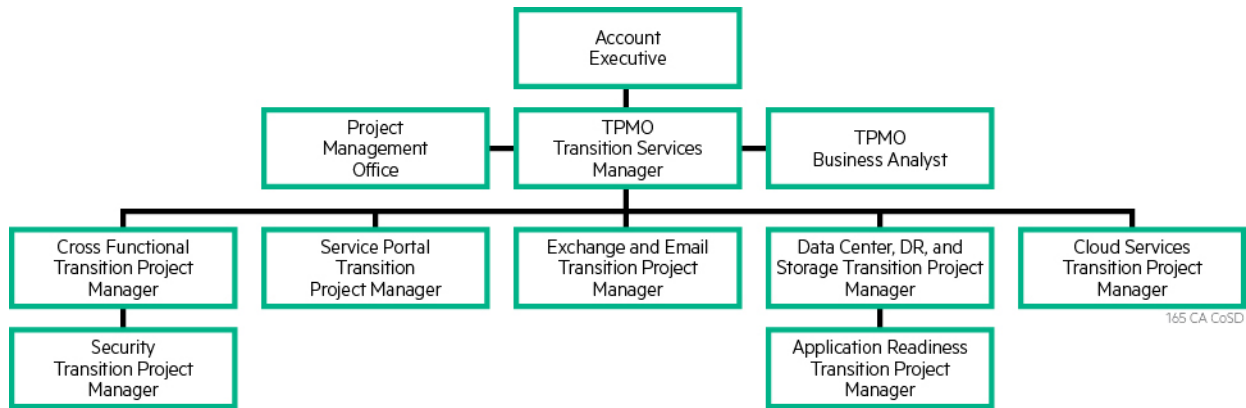 Account
Executive
Project
Management
Office
TPMO
Transition Services
Manager
TPMO
Business Analyst
Cross Functional
Transition Project
Manager
Service Portal
Transition
Project Manager
Exchange and Email
Transition Project
Manager
Data Center, DR, and
Storage Transition Project
Manager
Cloud Services
Transition Project
Manager
165 CA CoSD
Security
Transition Project
Manager
Application Readiness
Transition Project
Manager